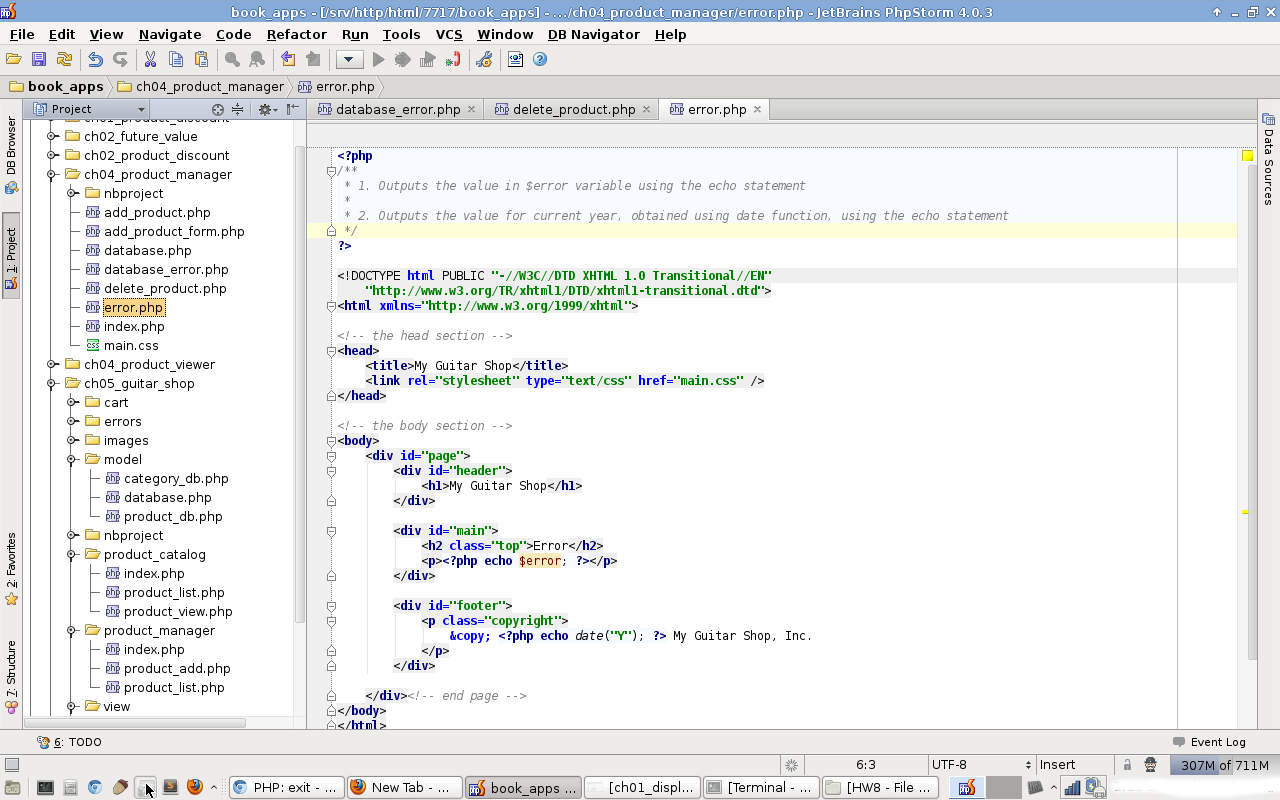 book_apps - [/srv/http/html/7717/book_apps] - .../ch04_product_manager/error.php - JetBrains PhpStorm 4.0.3
File Edit View Navigate Code Refactor Run Tools VCS Window DB Navigator Help
book_apps ch04_product_manager error.php
Project
database_error.php delete_product.php error.php
DB Browser
1: Project
2: Favorites
7: Structure
Data Sources
ch02_future_value
ch02_product_discount
ch04_product_manager
nbproject
add_product.php
add_product_form.php
database.php
database_error.php
delete_product.php
error.php
index.php
main.css
ch04_product_viewer
ch05_guitar_shop
cart
errors
images
model
category_db.php
database.php
product_db.php
nbproject
product_catalog
index.php
product_list.php
product_view.php
product_manager
index.php
product_add.php
product_list.php
view
<?php
/**
 * 1. Outputs the value in $error variable using the echo statement
 *
 * 2. Outputs the value for current year, obtained using date function, using the echo statement
 */
?>
<!DOCTYPE html PUBLIC "-//W3C//DTD XHTML 1.0 Transitional//EN"
    "http://www.w3.org/TR/xhtml1/DTD/xhtml1-transitional.dtd">
<html xmlns="http://www.w3.org/1999/xhtml">
<!-- the head section -->
<head>
    <title>My Guitar Shop</title>
    <link rel="stylesheet" type="text/css" href="main.css" />
</head>
<!-- the body section -->
<body>
    <div id="page">
        <div id="header">
            <h1>My Guitar Shop</h1>
        </div>
        <div id="main">
            <h2 class="top">Error</h2>
            <p><?php echo $error; ?></p>
        </div>
        <div id="footer">
            <p class="copyright">
                &copy; <?php echo date("Y"); ?> My Guitar Shop, Inc.
            </p>
        </div>
    </div><!-- end page -->
</body>
</html>
6: TODO
Event Log
6:3 UTF-8 Insert 307M of 711M
PHP: exit - ... New Tab - ... book_apps ... [ch01_displ... [Terminal - ... [HW8 - File ...